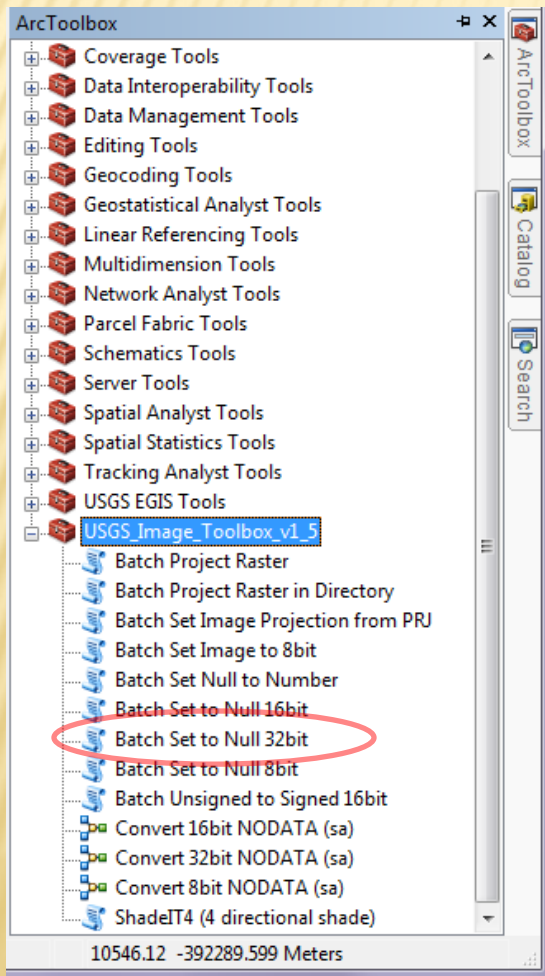 ArcToolbox
Coverage Tools
Data Interoperability Tools
Data Management Tools
Editing Tools
Geocoding Tools
Geostatistical Analyst Tools
Linear Referencing Tools
Multidimension Tools
Network Analyst Tools
Parcel Fabric Tools
Schematics Tools
Server Tools
Spatial Analyst Tools
Spatial Statistics Tools
Tracking Analyst Tools
USGS EGIS Tools
USGS_Image_Toolbox_v1_5
Batch Project Raster
Batch Project Raster in Directory
Batch Set Image Projection from PRJ
Batch Set Image to 8bit
Batch Set Null to Number
Batch Set to Null 16bit
Batch Set to Null 32bit
Batch Set to Null 8bit
Batch Unsigned to Signed 16bit
Convert 16bit NODATA (sa)
Convert 32bit NODATA (sa)
Convert 8bit NODATA (sa)
ShadeIT4 (4 directional shade)
10546.12 -392289.599 Meters
ArcToolbox
Catalog
Search